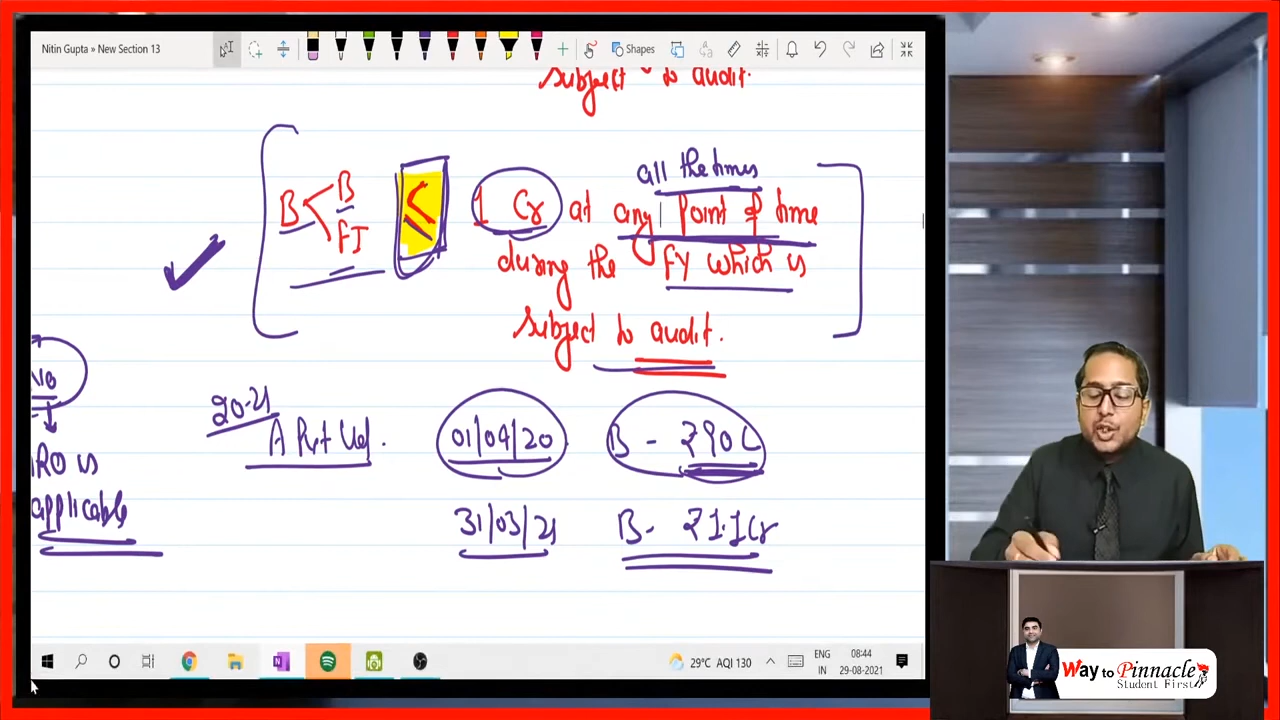 Nitin Gupta » New Section 13
Shapes
subject to audit.
all the times
B < B FI ≤ 1 Cr at any point of time
during the FY which is
subject to audit.
No
20-21
A Pvt Ltd. 01/04/20 B - ₹90L
31/03/21 B - ₹1.1Cr
ARO is
applicable
29°C AQI 130
ENG
IN
08:44
29-08-2021
Way to Pinnacle
Student First